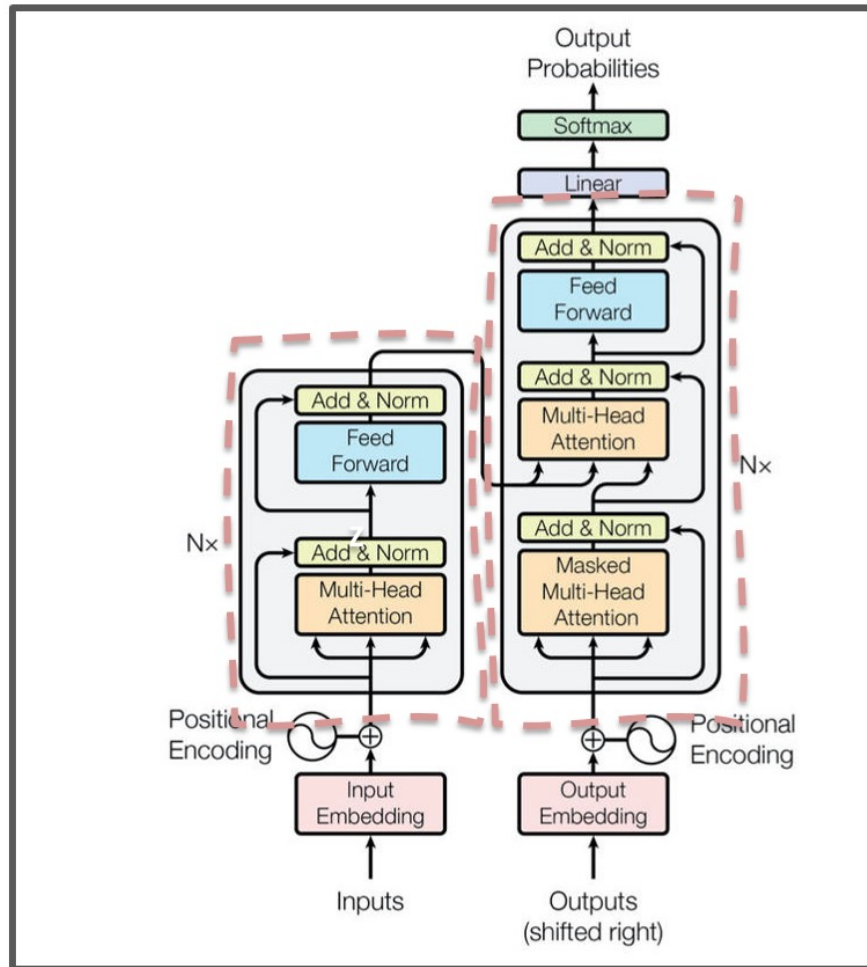 Output
Probabilities
Softmax
Linear
Add & Norm
Feed
Forward
Add & Norm
Multi-Head
Attention
Add & Norm
Feed
Forward
Nx
Nx
Z
Add & Norm
Multi-Head
Attention
Add & Norm
Masked
Multi-Head
Attention
Positional
Encoding
Positional
Encoding
Input
Embedding
Output
Embedding
Inputs
Outputs
(shifted right)